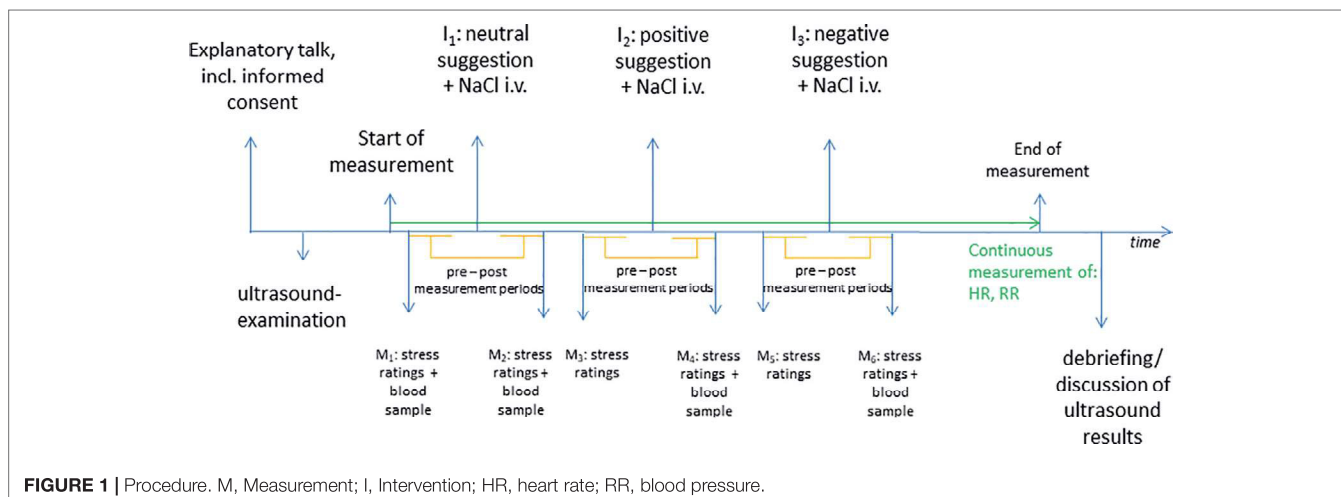 Explanatory talk,
incl. informed
consent
Start of
measurement
I₁: neutral
suggestion
+ NaCl i.v.
I₂: positive
suggestion
+ NaCl i.v.
I₃: negative
suggestion
+ NaCl i.v.
End of
measurement
time
ultrasound-
examination
pre – post
measurement periods
pre – post
measurement periods
pre – post
measurement periods
Continuous
measurement of:
HR, RR
M₁: stress
ratings +
blood
sample
M₂: stress
ratings+
blood
sample
M₃: stress
ratings
M₄: stress
ratings +
blood
sample
M₅: stress
ratings
M₆: stress
ratings+
blood
sample
debriefing/
discussion of
ultrasound
results
FIGURE 1 | Procedure. M, Measurement; I, Intervention; HR, heart rate; RR, blood pressure.